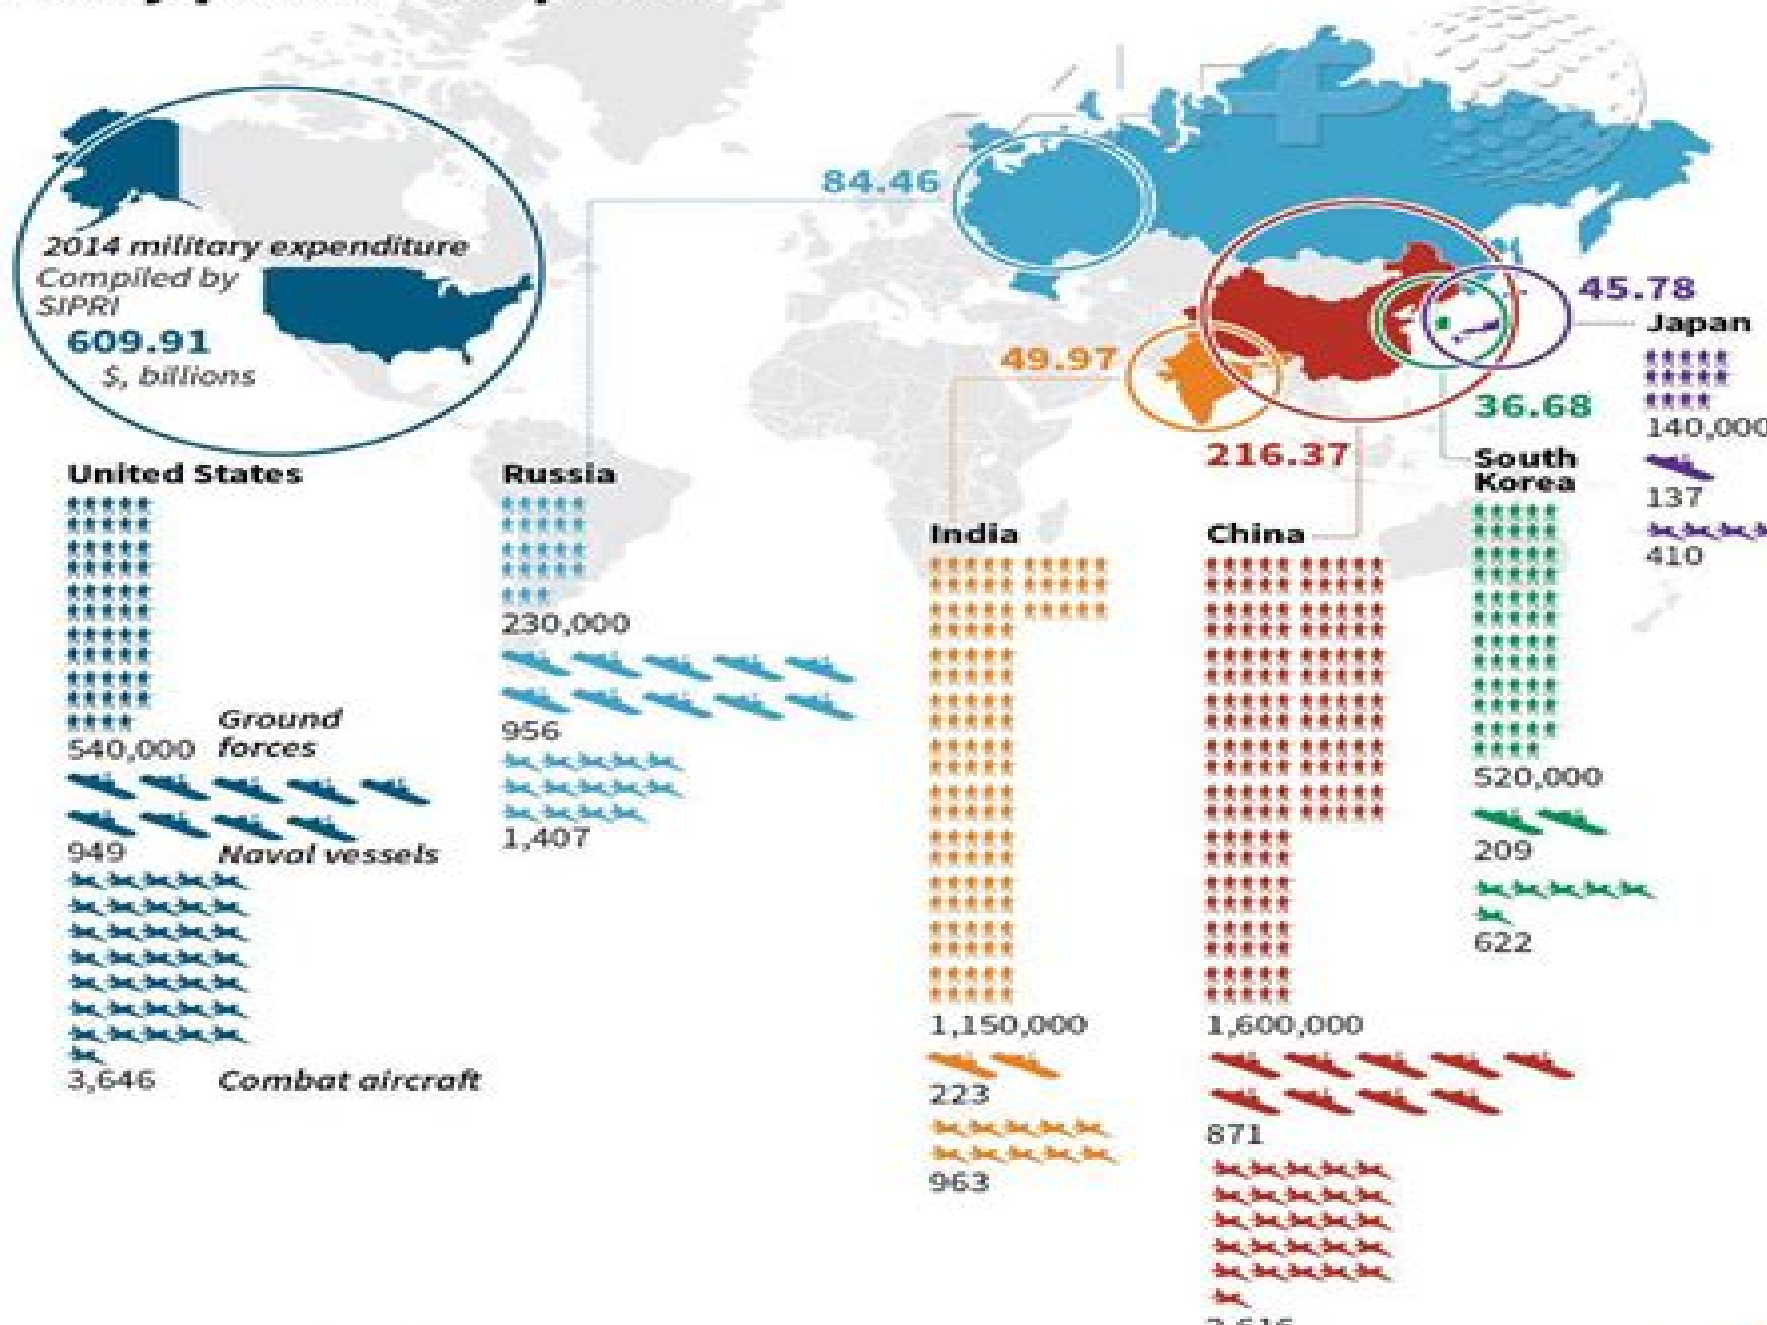 2014 military expenditure
Compiled by
SIPRI
609.91
$, billions
84.46
45.78
Japan
140,000
137
410
49.97
36.68
216.37
United States
540,000
Ground
forces
949
Naval vessels
3,646
Combat aircraft
Russia
230,000
956
1,407
India
1,150,000
223
963
China
1,600,000
871
South
Korea
520,000
209
622